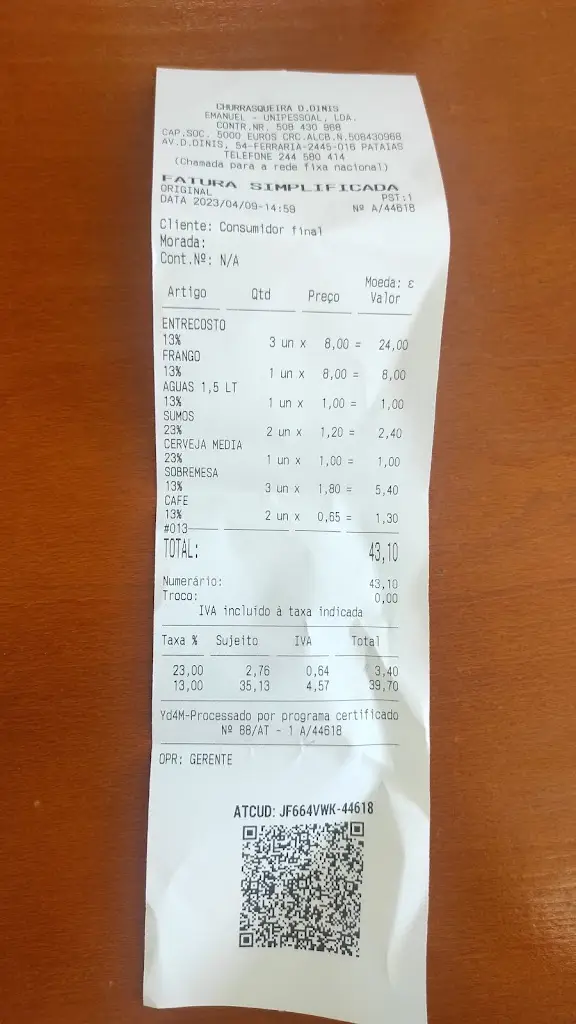 CHURRASQUEIRA D.DINIS
EMANUEL - UNIPESSOAL, LDA.
CONTR.NR. 508 430 968
CAP.SOC. 5000 EUROS CRC.ALCB.N.508430968
AV.D.DINIS, 54-FERRARIA-2445-016 PATAIAS
TELEFONE 244 580 414
(Chamada para a rede fixa nacional)
FATURA SIMPLIFICADA
ORIGINAL PST:1
DATA 2023/04/09-14:59 Nº A/44618
Cliente: Consumidor final
Morada:
Cont.Nº: N/A
Moeda: €
Artigo Qtd Preço Valor
ENTRECOSTO
13% 3 un x 8,00 = 24,00
FRANGO
13% 1 un x 8,00 = 8,00
AGUAS 1,5 LT
13% 1 un x 1,00 = 1,00
SUMOS
23% 2 un x 1,20 = 2,40
CERVEJA MEDIA
23% 1 un x 1,00 = 1,00
SOBREMESA
13% 3 un x 1,80 = 5,40
CAFE
13% 2 un x 0,65 = 1,30
#013
TOTAL: 43,10
Numerário: 43,10
Troco: 0,00
IVA incluído à taxa indicada
Taxa % Sujeito IVA Total
23,00 2,76 0,64 3,40
13,00 35,13 4,57 39,70
Yd4M-Processado por programa certificado
Nº 88/AT - 1 A/44618
OPR: GERENTE
ATCUD: JF664VWK-44618